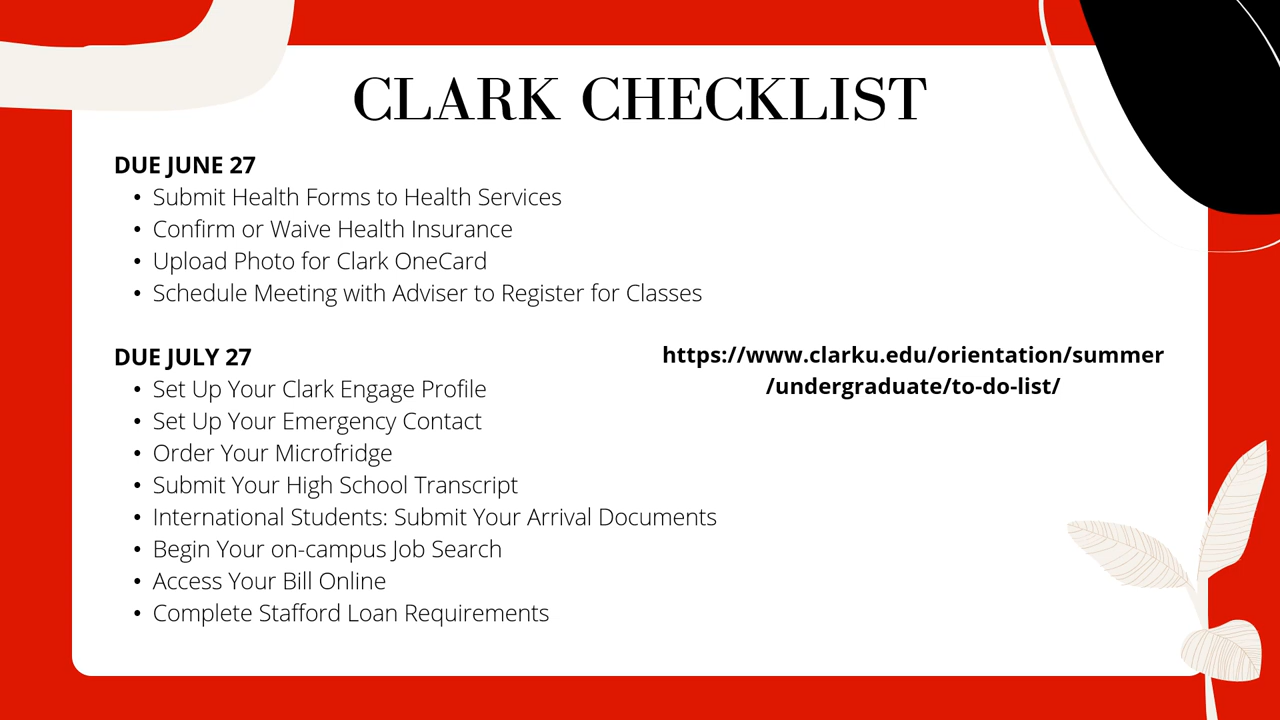 CLARK CHECKLIST
DUE JUNE 27
• Submit Health Forms to Health Services
• Confirm or Waive Health Insurance
• Upload Photo for Clark OneCard
• Schedule Meeting with Adviser to Register for Classes
DUE JULY 27
• Set Up Your Clark Engage Profile
• Set Up Your Emergency Contact
• Order Your Microfridge
• Submit Your High School Transcript
• International Students: Submit Your Arrival Documents
• Begin Your on-campus Job Search
• Access Your Bill Online
• Complete Stafford Loan Requirements
https://www.clarku.edu/orientation/summer
/undergraduate/to-do-list/